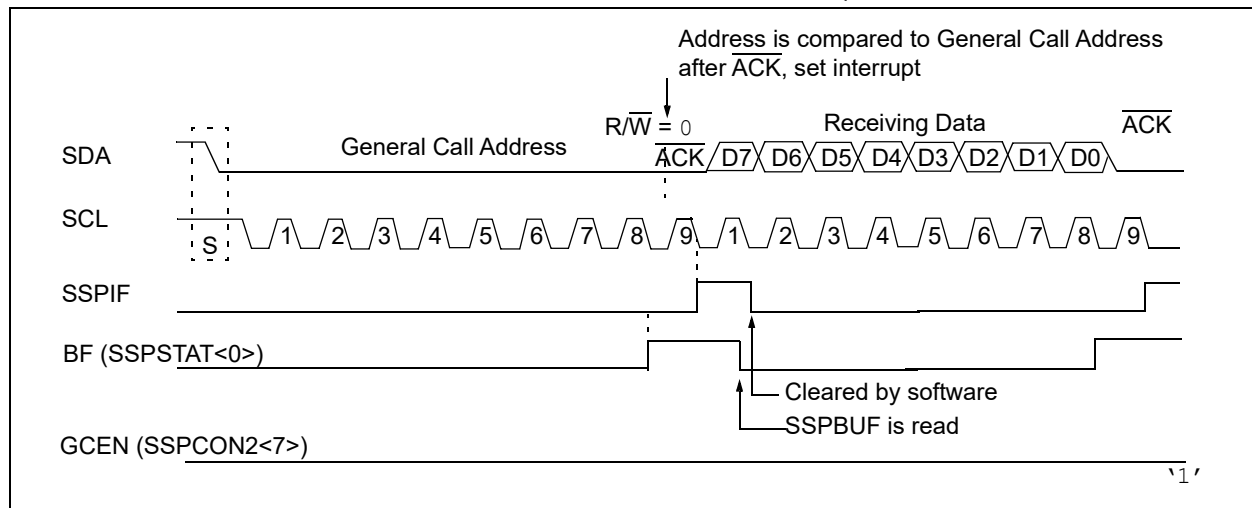 Address is compared to General Call Address
after A̅C̅K̅, set interrupt
R/W̅ = 0
Receiving Data
A̅C̅K̅
SDA
General Call Address
A̅C̅K̅
D7 D6 D5 D4 D3 D2 D1 D0
SCL
S
1 2 3 4 5 6 7 8 9 1 2 3 4 5 6 7 8 9
SSPIF
BF (SSPSTAT<0>)
Cleared by software
SSPBUF is read
GCEN (SSPCON2<7>)
‘1’